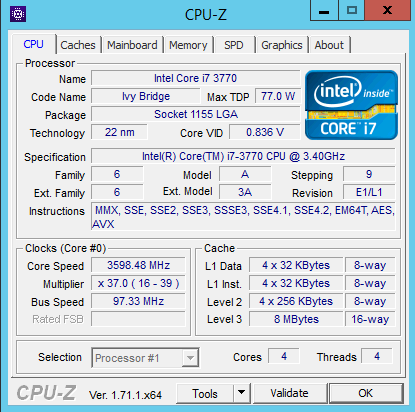 CPU-Z
CPU Caches Mainboard Memory SPD Graphics About
Processor
Name Intel Core i7 3770
Code Name Ivy Bridge Max TDP 77.0 W
Package Socket 1155 LGA
Technology 22 nm Core VID 0.836 V
intel inside™
CORE i7
Specification Intel(R) Core(TM) i7-3770 CPU @ 3.40GHz
Family 6 Model A Stepping 9
Ext. Family 6 Ext. Model 3A Revision E1/L1
Instructions MMX, SSE, SSE2, SSE3, SSSE3, SSE4.1, SSE4.2, EM64T, AES,
AVX
Clocks (Core #0) Cache
Core Speed 3598.48 MHz L1 Data 4 x 32 KBytes 8-way
Multiplier x 37.0 ( 16 - 39 ) L1 Inst. 4 x 32 KBytes 8-way
Bus Speed 97.33 MHz Level 2 4 x 256 KBytes 8-way
Rated FSB Level 3 8 MBytes 16-way
Selection Processor #1 Cores 4 Threads 4
CPU-Z Ver. 1.71.1.x64 Tools Validate OK